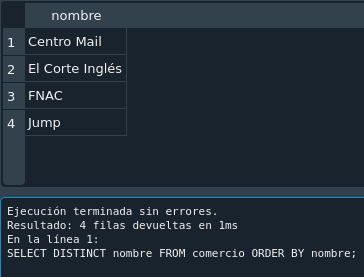 nombre
1 Centro Mail
2 El Corte Inglés
3 FNAC
4 Jump
Ejecución terminada sin errores.
Resultado: 4 filas devueltas en 1ms
En la línea 1:
SELECT DISTINCT nombre FROM comercio ORDER BY nombre;